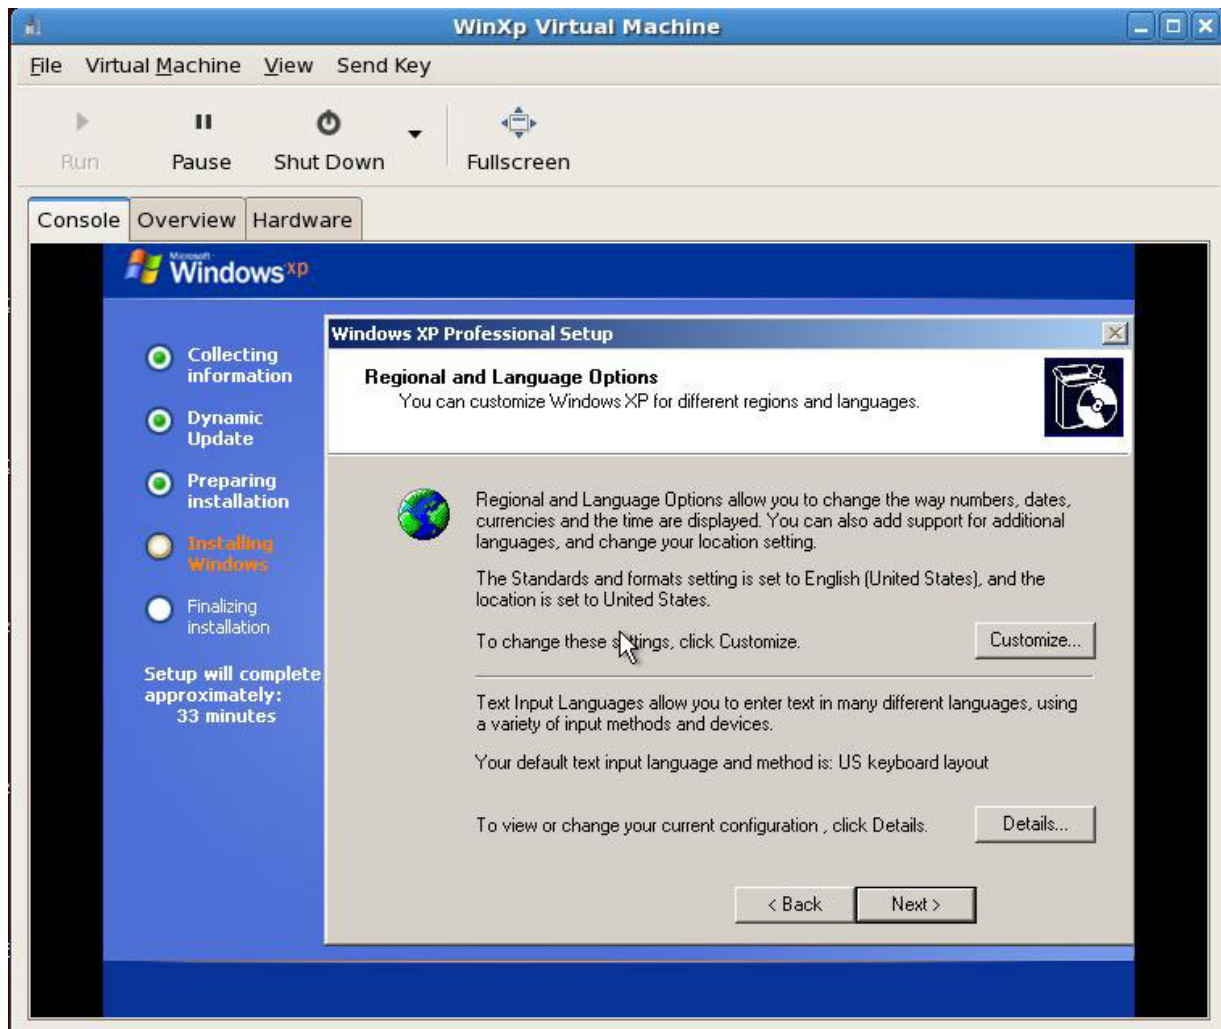 WinXp Virtual Machine
File Virtual Machine View Send Key
Run Pause Shut Down Fullscreen
Console Overview Hardware
Microsoft
Windows xp
Collecting
information
Dynamic
Update
Preparing
installation
Installing
Windows
Finalizing
installation
Setup will complete
approximately:
33 minutes
Windows XP Professional Setup
Regional and Language Options
You can customize Windows XP for different regions and languages.
Regional and Language Options allow you to change the way numbers, dates,
currencies and the time are displayed. You can also add support for additional
languages, and change your location setting.
The Standards and formats setting is set to English (United States), and the
location is set to United States.
To change these settings, click Customize.
Customize...
Text Input Languages allow you to enter text in many different languages, using
a variety of input methods and devices.
Your default text input language and method is: US keyboard layout
To view or change your current configuration , click Details.
Details...
< Back Next >